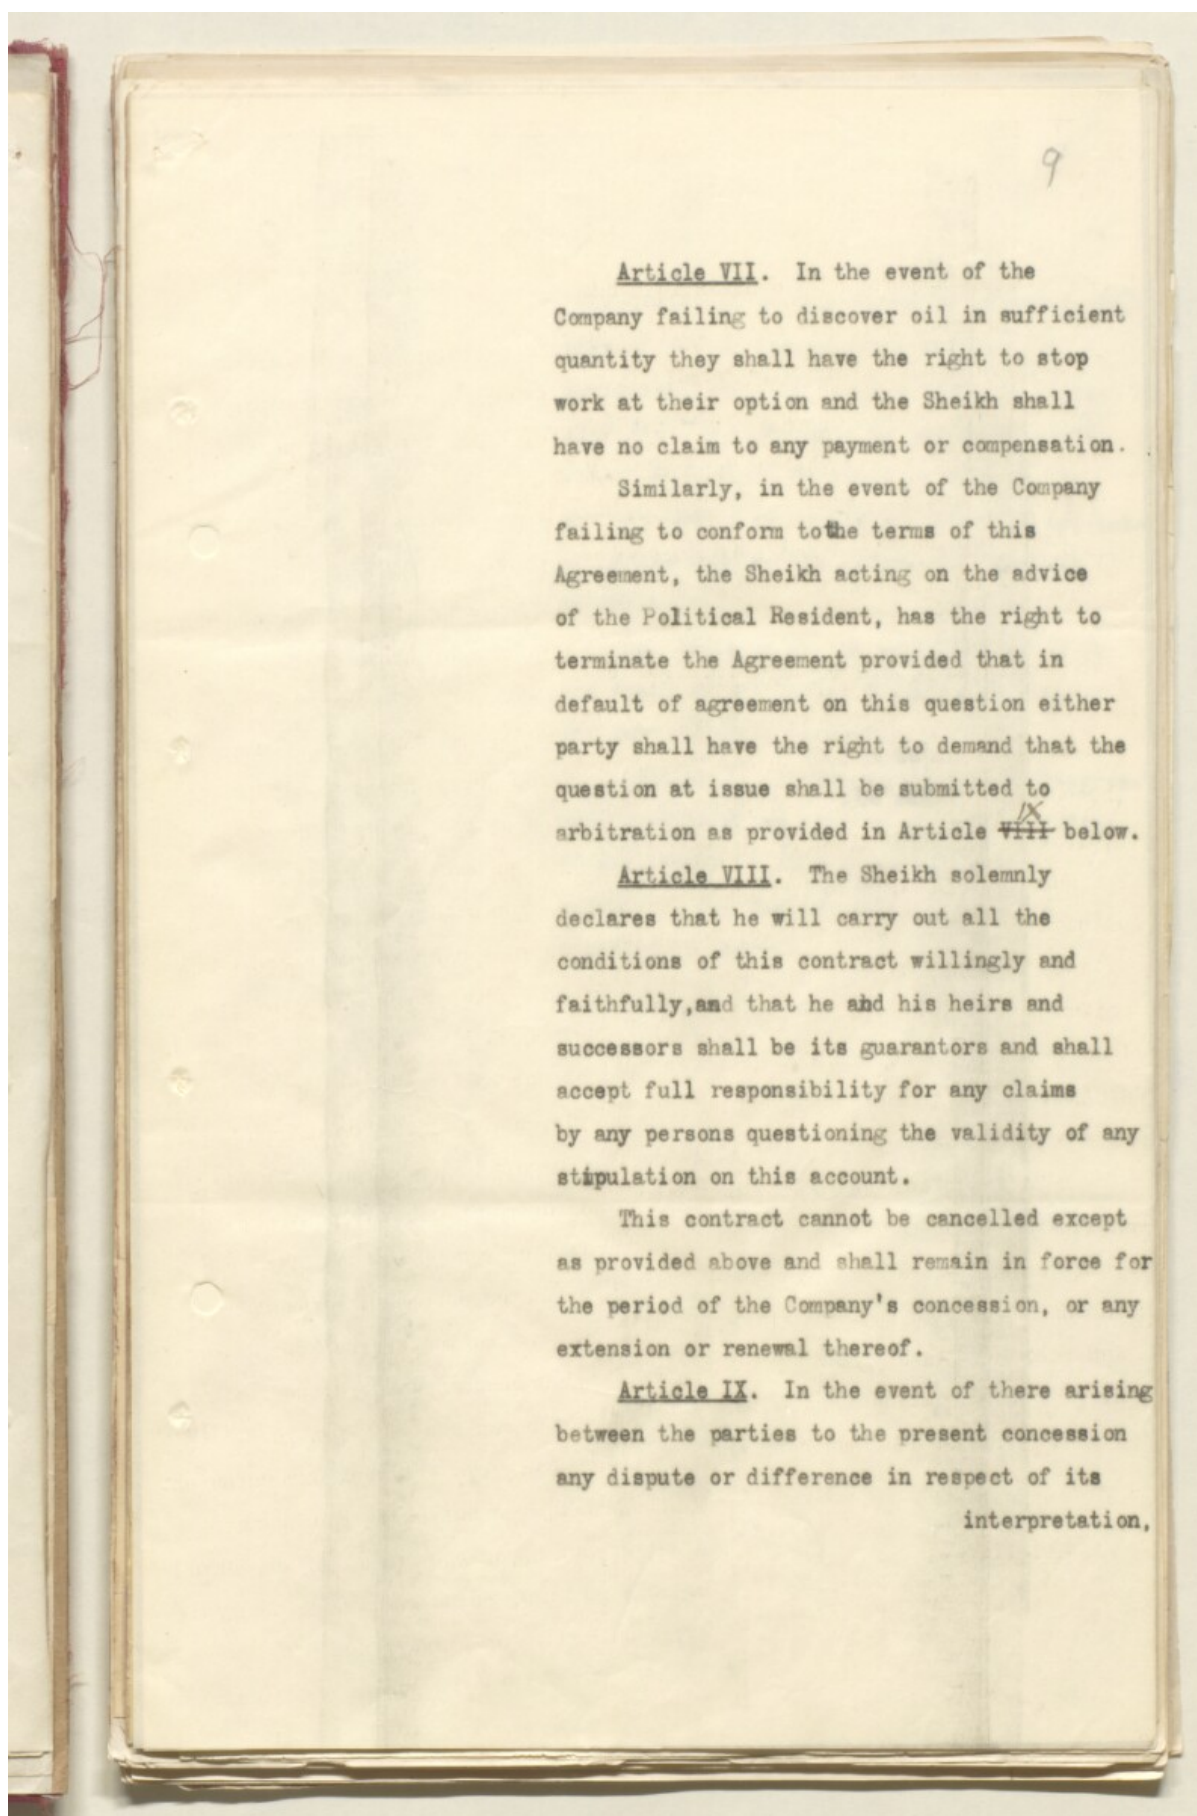 9
Article VII. In the event of the
Company failing to discover oil in sufficient
quantity they shall have the right to stop
work at their option and the Sheikh shall
have no claim to any payment or compensation.
Similarly, in the event of the Company
failing to conform tothe terms of this
Agreement, the Sheikh acting on the advice
of the Political Resident, has the right to
terminate the Agreement provided that in
default of agreement on this question either
party shall have the right to demand that the
question at issue shall be submitted to
IX
arbitration as provided in Article VIII below.
Article VIII. The Sheikh solemnly
declares that he will carry out all the
conditions of this contract willingly and
faithfully,and that he and his heirs and
successors shall be its guarantors and shall
accept full responsibility for any claims
by any persons questioning the validity of any
stipulation on this account.
This contract cannot be cancelled except
as provided above and shall remain in force for
the period of the Company's concession, or any
extension or renewal thereof.
Article IX. In the event of there arising
between the parties to the present concession
any dispute or difference in respect of its
interpretation,